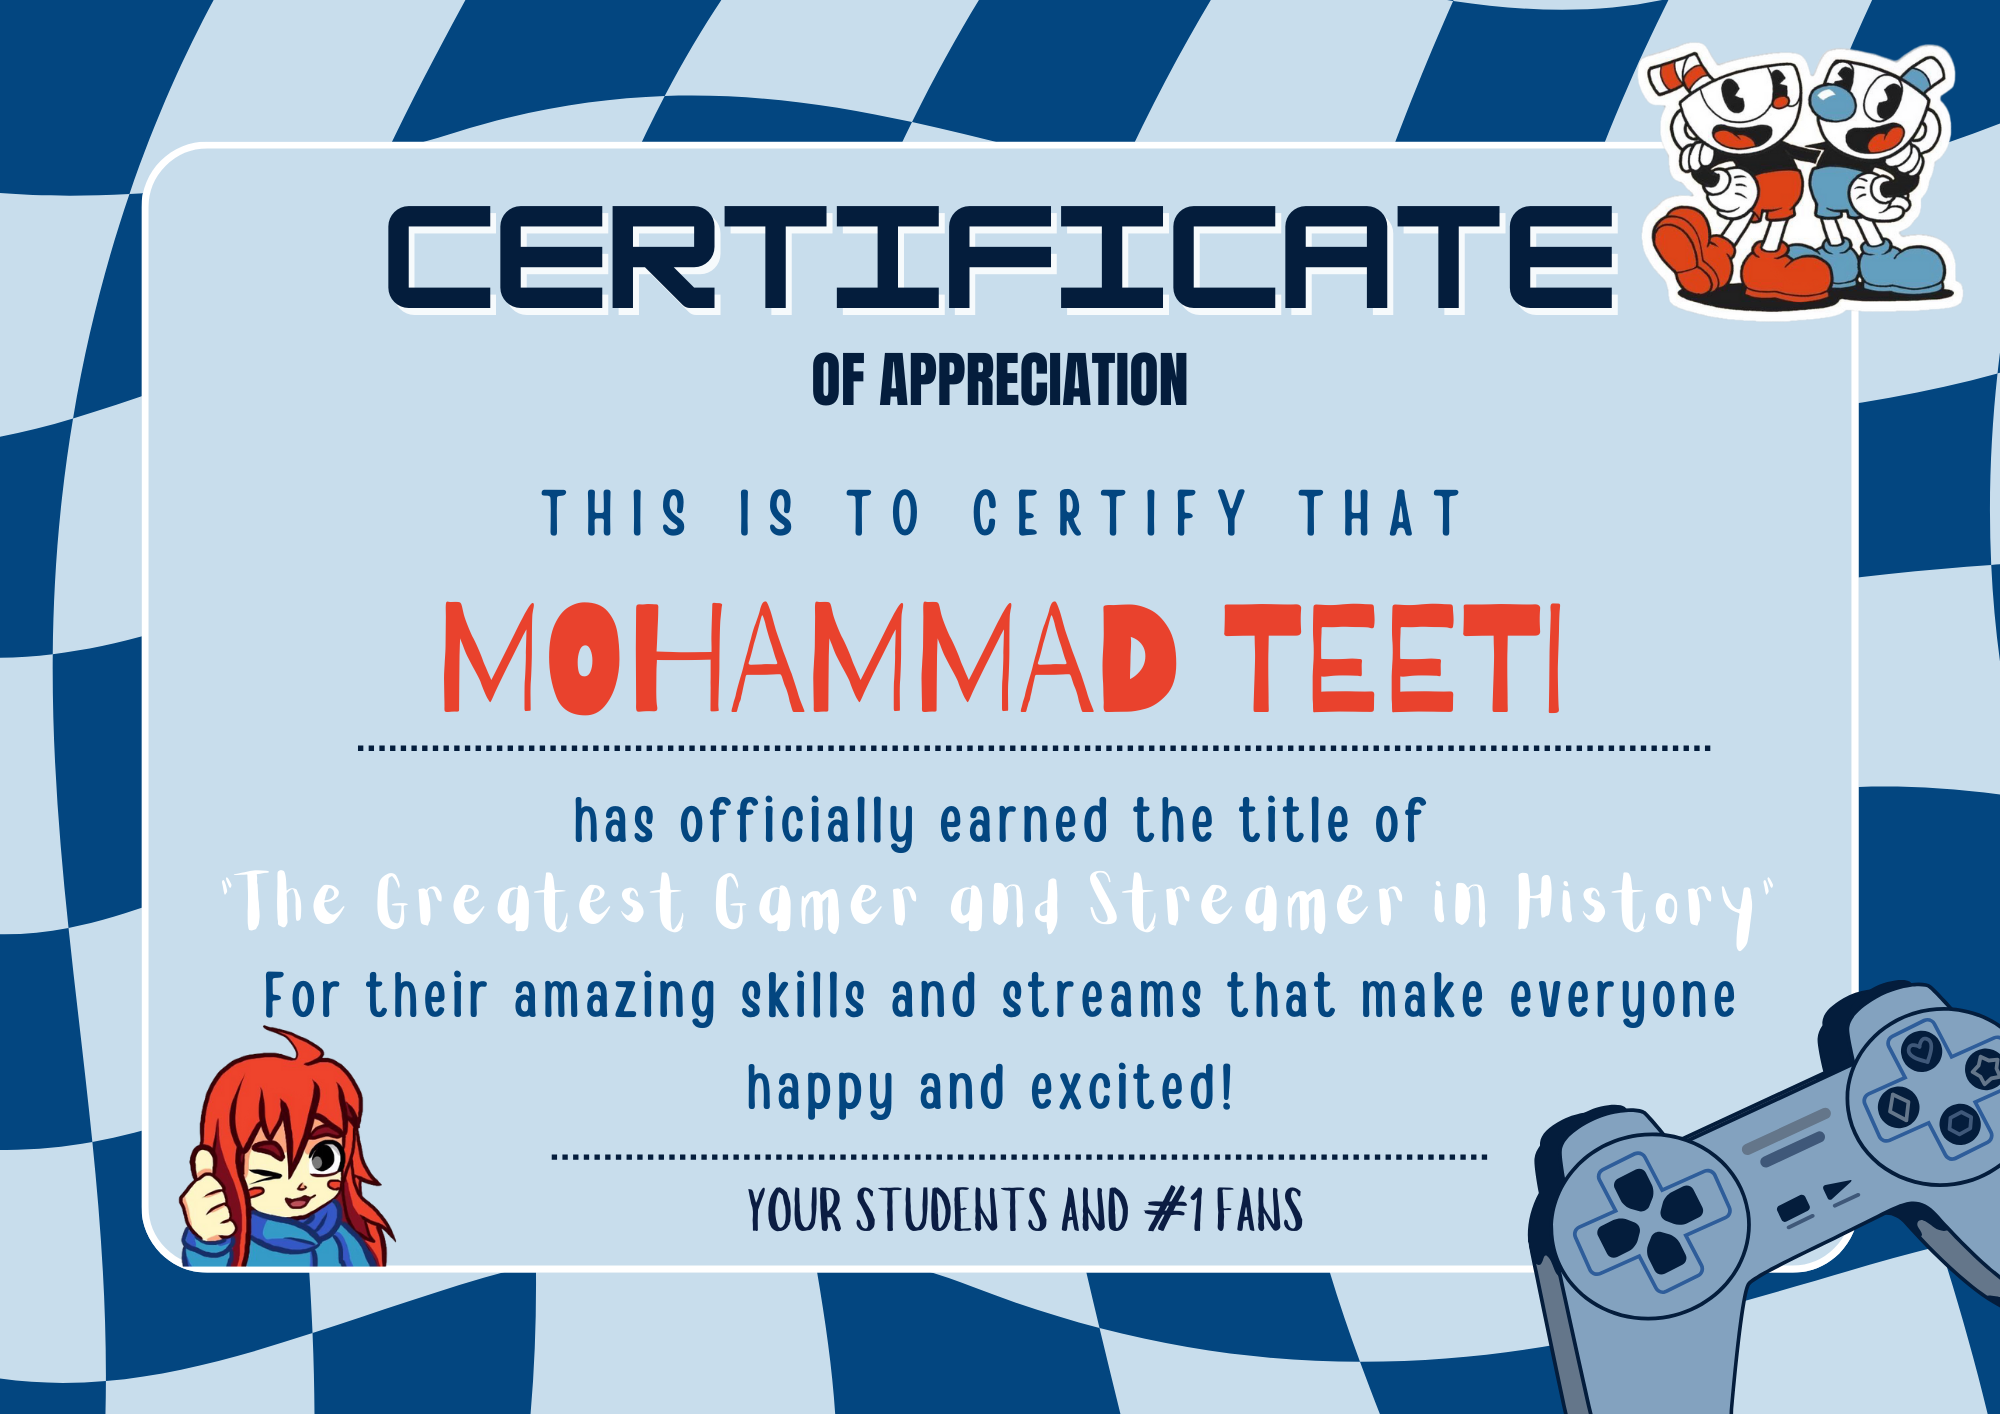 CERTIFICATE
OF APPRECIATION
THIS IS TO CERTIFY THAT
MOHAMMAD TEETI
has officially earned the title of
"The Greatest Gamer and Streamer in History"
For their amazing skills and streams that make everyone
happy and excited!
YOUR STUDENTS AND #1 FANS